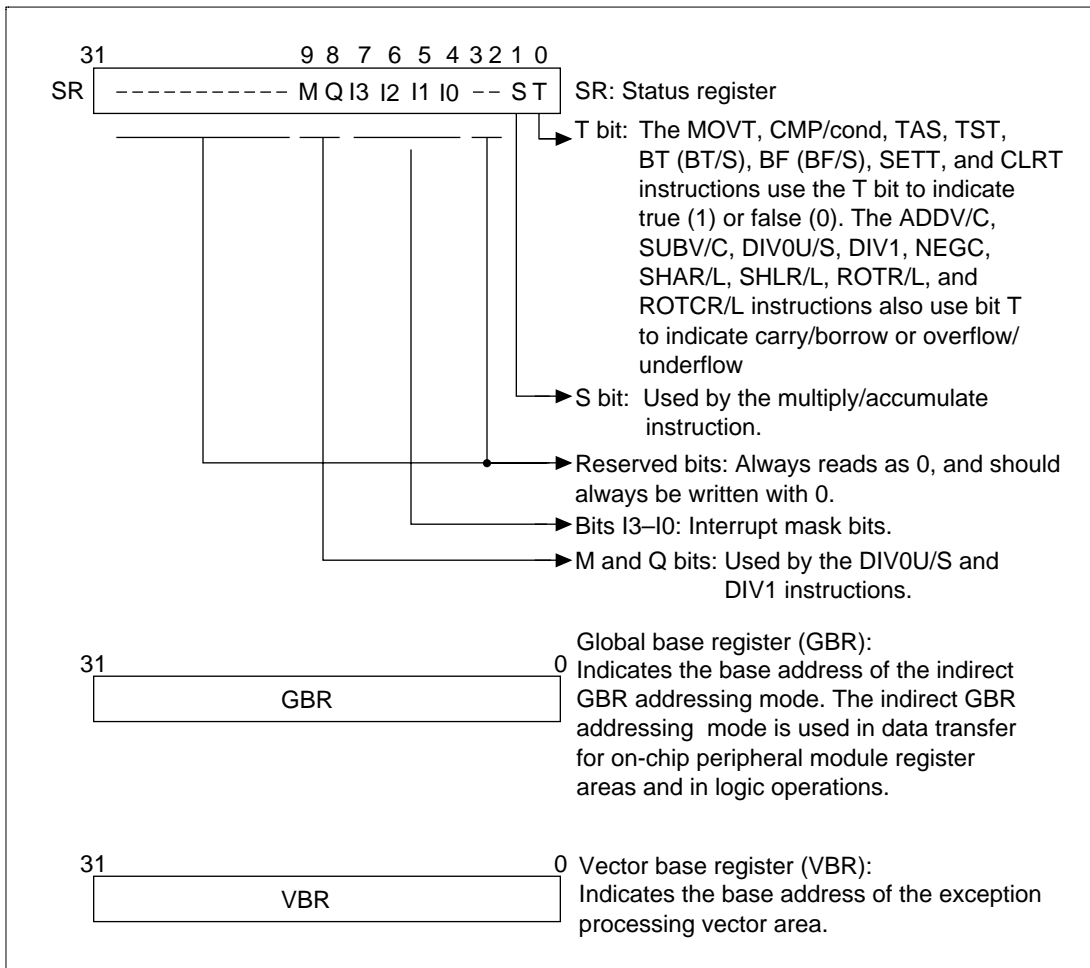 31 9 8 7 6 5 4 3 2 1 0
SR M Q I3 I2 I1 I0 -- S T SR: Status register
T bit: The MOVT, CMP/cond, TAS, TST,
BT (BT/S), BF (BF/S), SETT, and CLRT
instructions use the T bit to indicate
true (1) or false (0). The ADDV/C,
SUBV/C, DIV0U/S, DIV1, NEGC,
SHAR/L, SHLR/L, ROTR/L, and
ROTCR/L instructions also use bit T
to indicate carry/borrow or overflow/
underflow
S bit: Used by the multiply/accumulate
instruction.
Reserved bits: Always reads as 0, and should
always be written with 0.
Bits I3–I0: Interrupt mask bits.
M and Q bits: Used by the DIV0U/S and
DIV1 instructions.
Global base register (GBR):
31 0 Indicates the base address of the indirect
GBR GBR addressing mode. The indirect GBR
addressing mode is used in data transfer
for on-chip peripheral module register
areas and in logic operations.
31 0 Vector base register (VBR):
VBR Indicates the base address of the exception
processing vector area.